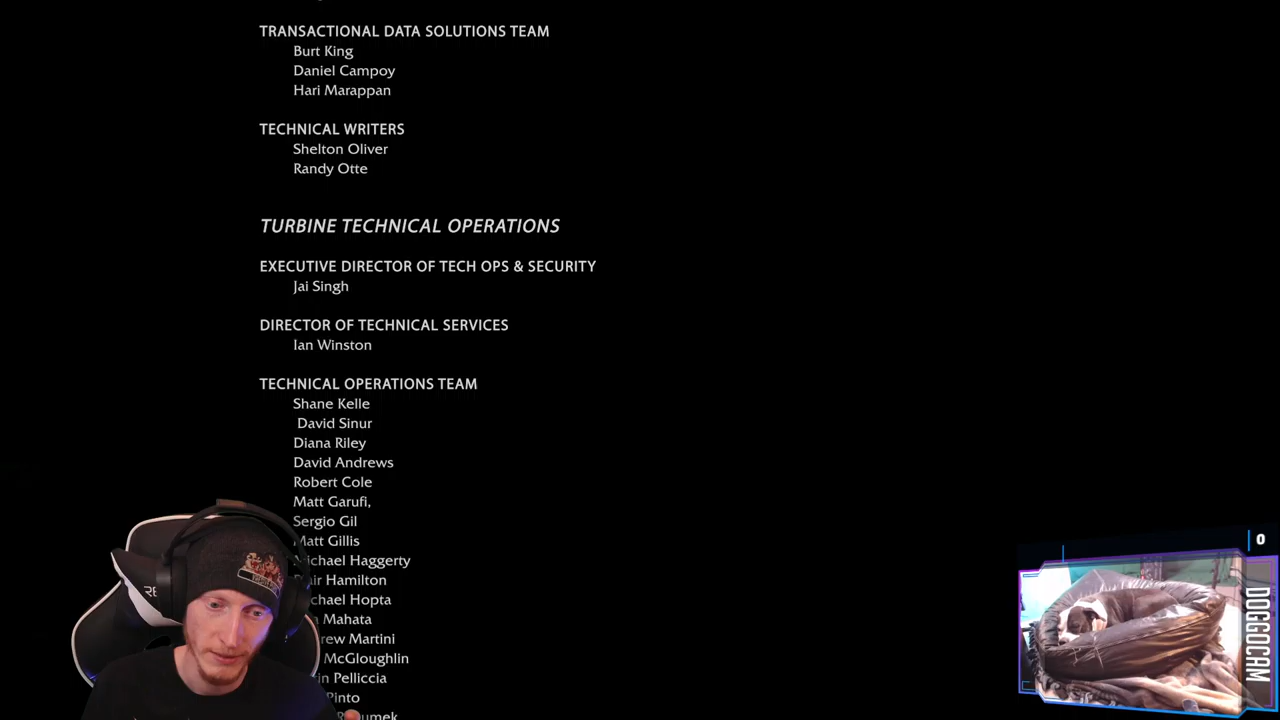 TRANSACTIONAL DATA SOLUTIONS TEAM
Burt King
Daniel Campoy
Hari Marappan
TECHNICAL WRITERS
Shelton Oliver
Randy Otte
TURBINE TECHNICAL OPERATIONS
EXECUTIVE DIRECTOR OF TECH OPS & SECURITY
Jai Singh
DIRECTOR OF TECHNICAL SERVICES
Ian Winston
TECHNICAL OPERATIONS TEAM
Shane Kelle
David Sinur
Diana Riley
David Andrews
Robert Cole
Matt Garufi,
Sergio Gil
Matt Gillis
Haggerty
Hamilton
Hopta
Mahata
Martini
McGloughlin
Pelliccia
Pinto
0
DOGGOCAM